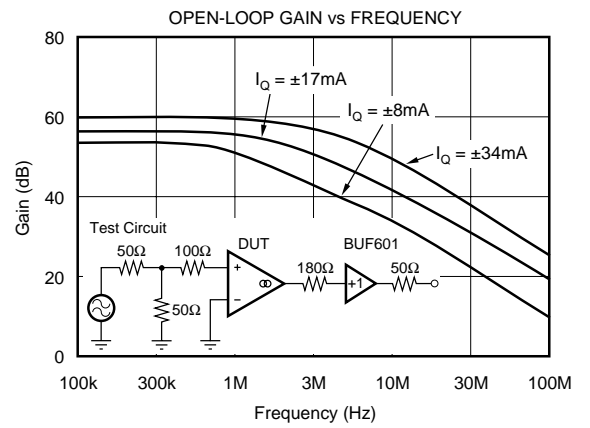 OPEN-LOOP GAIN vs FREQUENCY
80
60
40
20
0
Gain (dB)
I_Q = ±17mA
I_Q = ±8mA
I_Q = ±34mA
Test Circuit
50Ω
100Ω
50Ω
DUT
+
–
180Ω
BUF601
+1
50Ω
100k 300k 1M 3M 10M 30M 100M
Frequency (Hz)